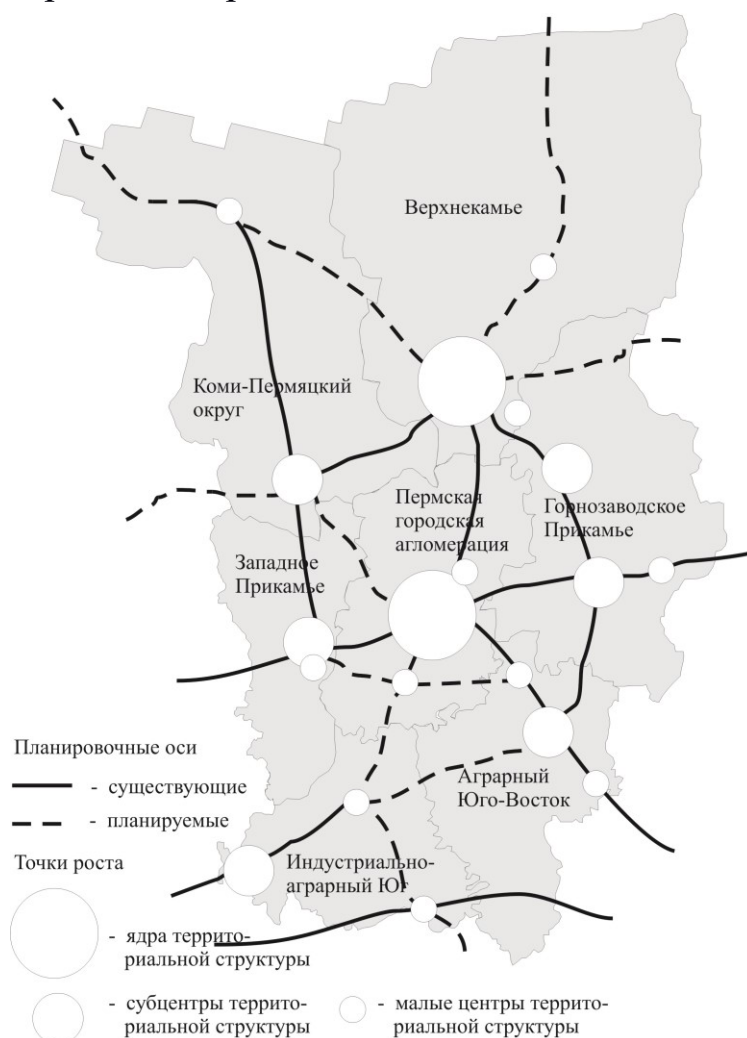 Верхнекамье
Коми-Пермяцкий
округ
Пермская
городская
агломерация
Горнозаводское
Прикамье
Западное
Прикамье
Планировочные оси
- существующие
- планируемые
Аграрный
Юго-Восток
Точки роста
Индустриально-
аграрный Юг
- ядра террито-
риальной структуры
- субцентры террито-
риальной структуры
- малые центры террито-
риальной структуры